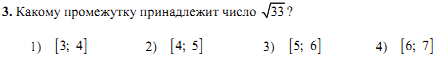 3. Какому промежутку принадлежит число √33 ?
1) [3; 4] 2) [4; 5] 3) [5; 6] 4) [6; 7]